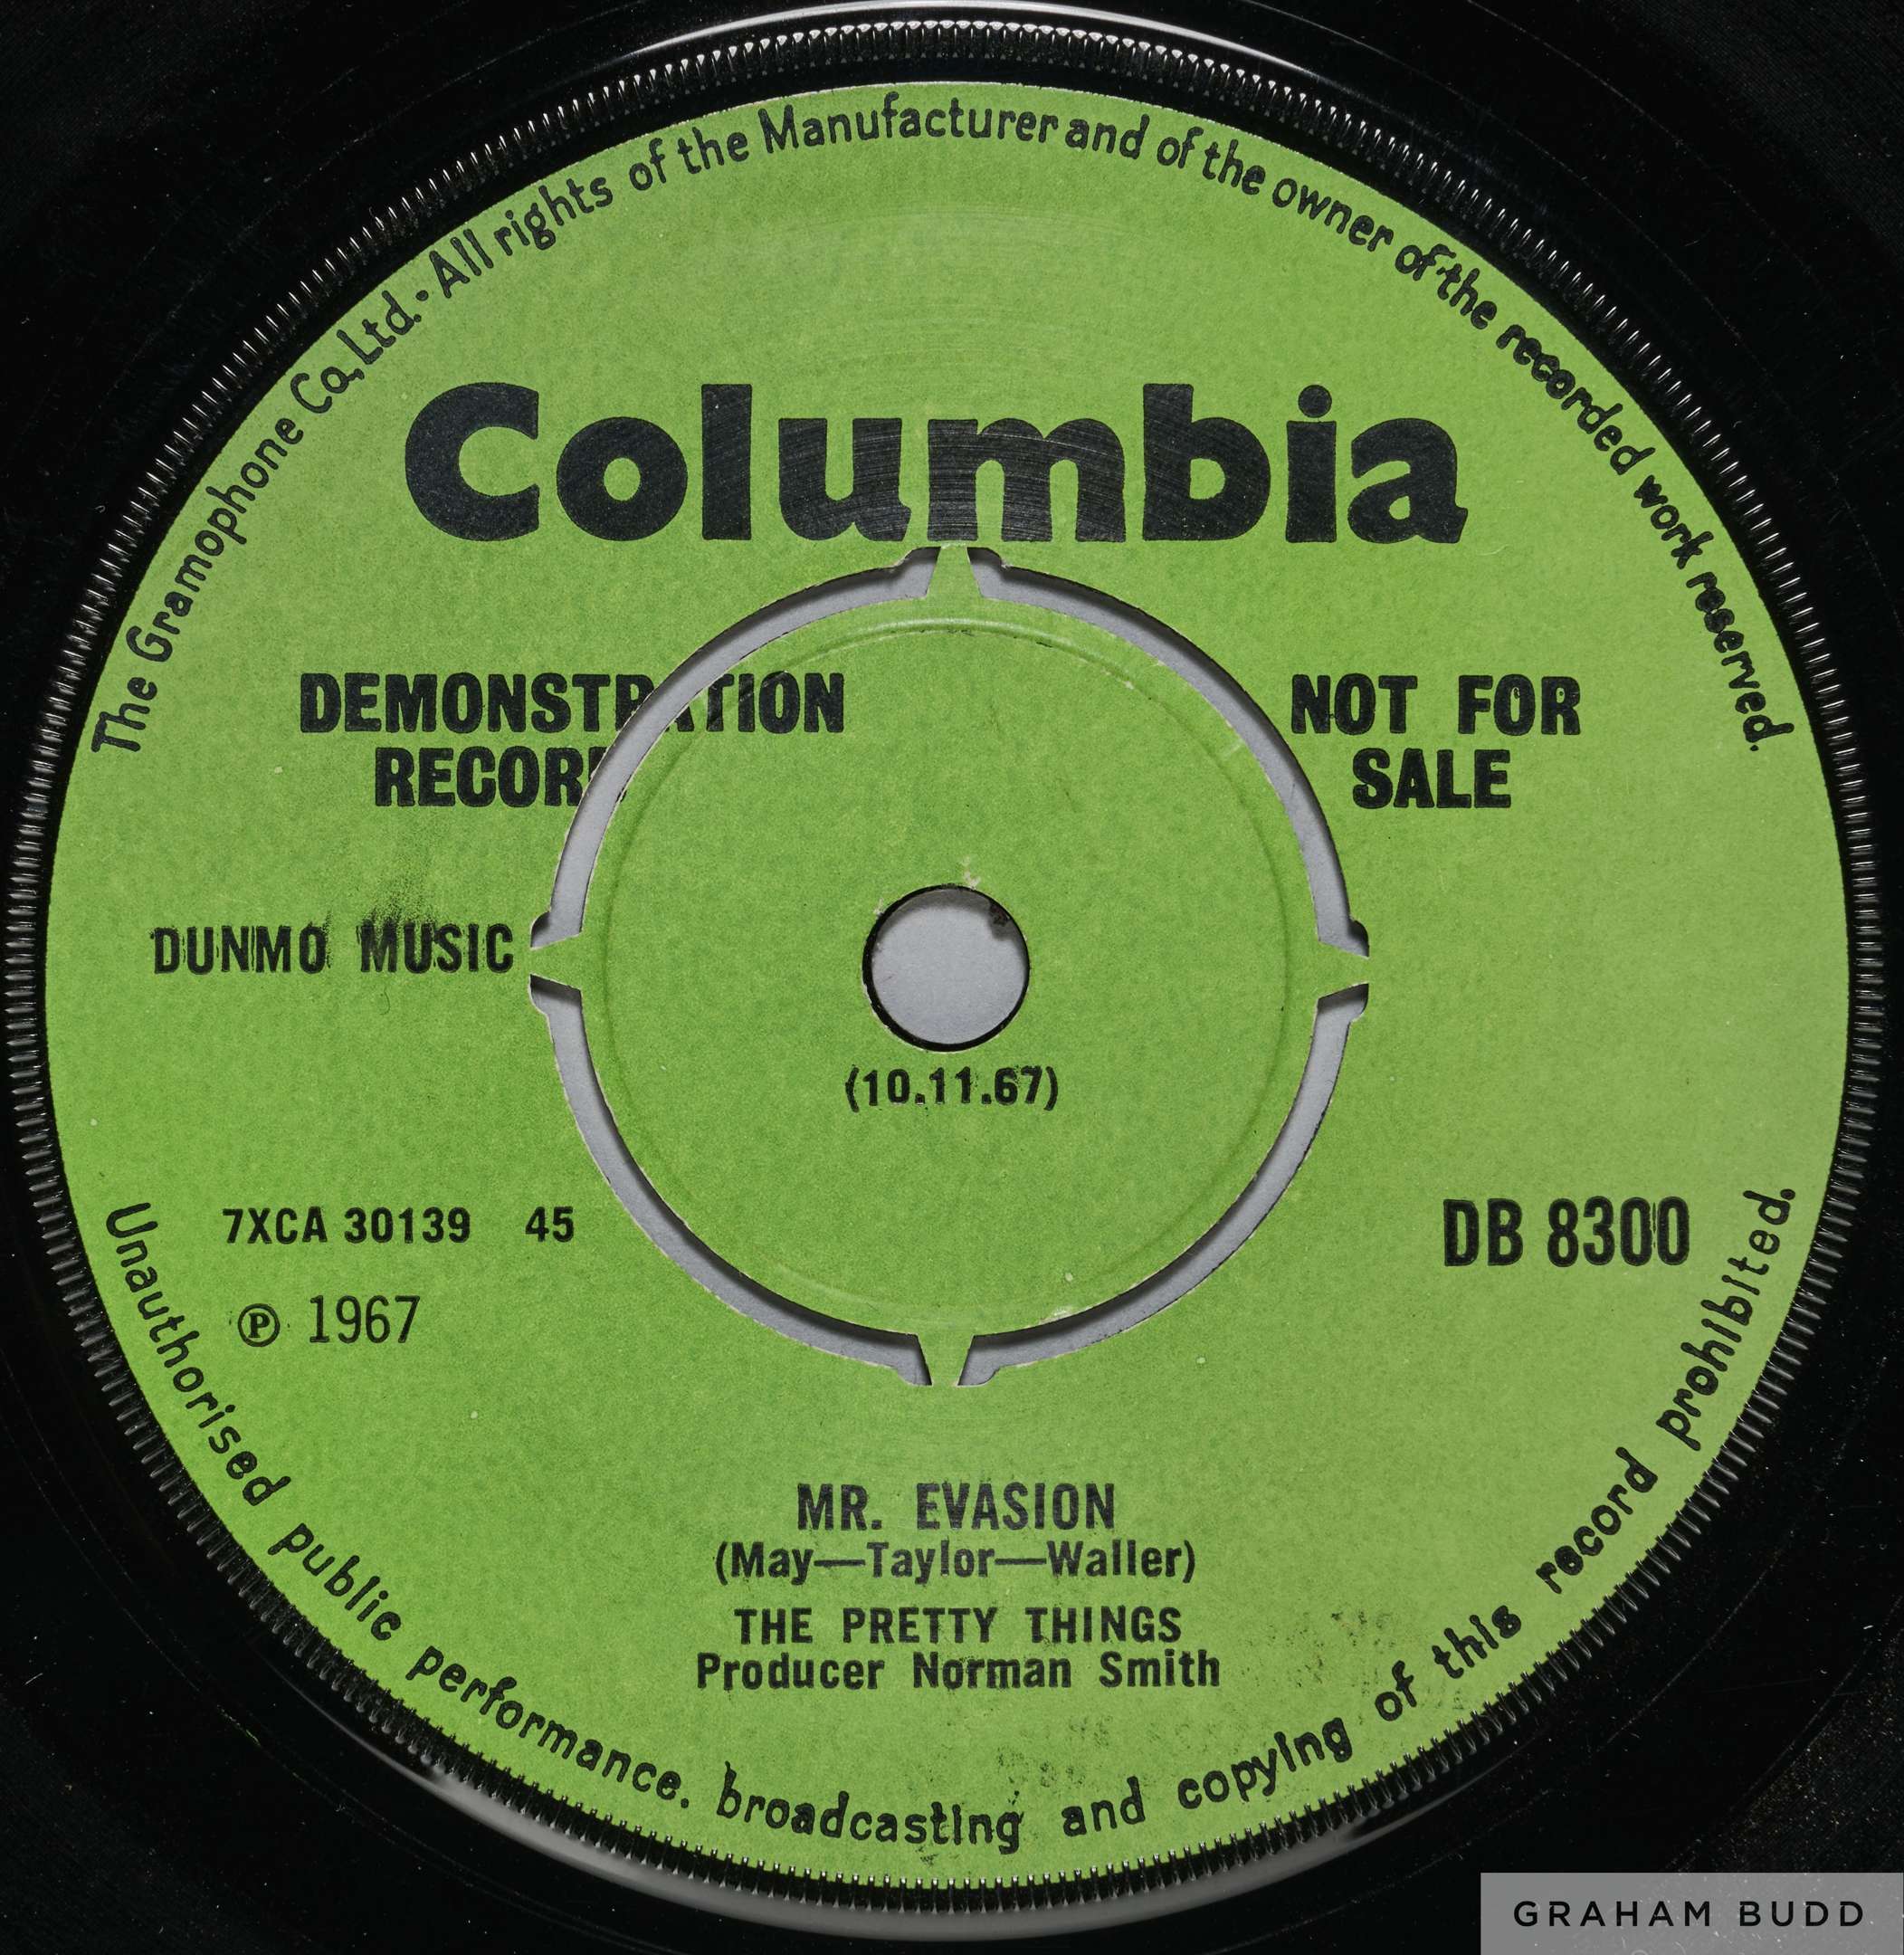 The Gramophone Co, Ltd. · All rights of the Manufacturer and of the owner of the recorded work reserved.
Columbia
DEMONSTRATION
RECORD
NOT FOR
SALE
DUNMO MUSIC
(10.11.67)
7XCA 30139 45
DB 8300
℗ 1967
MR. EVASION
(May—Taylor—Waller)
THE PRETTY THINGS
Producer Norman Smith
Unauthorised public performance. broadcasting and copying of this record prohibited.
GRAHAM BUDD